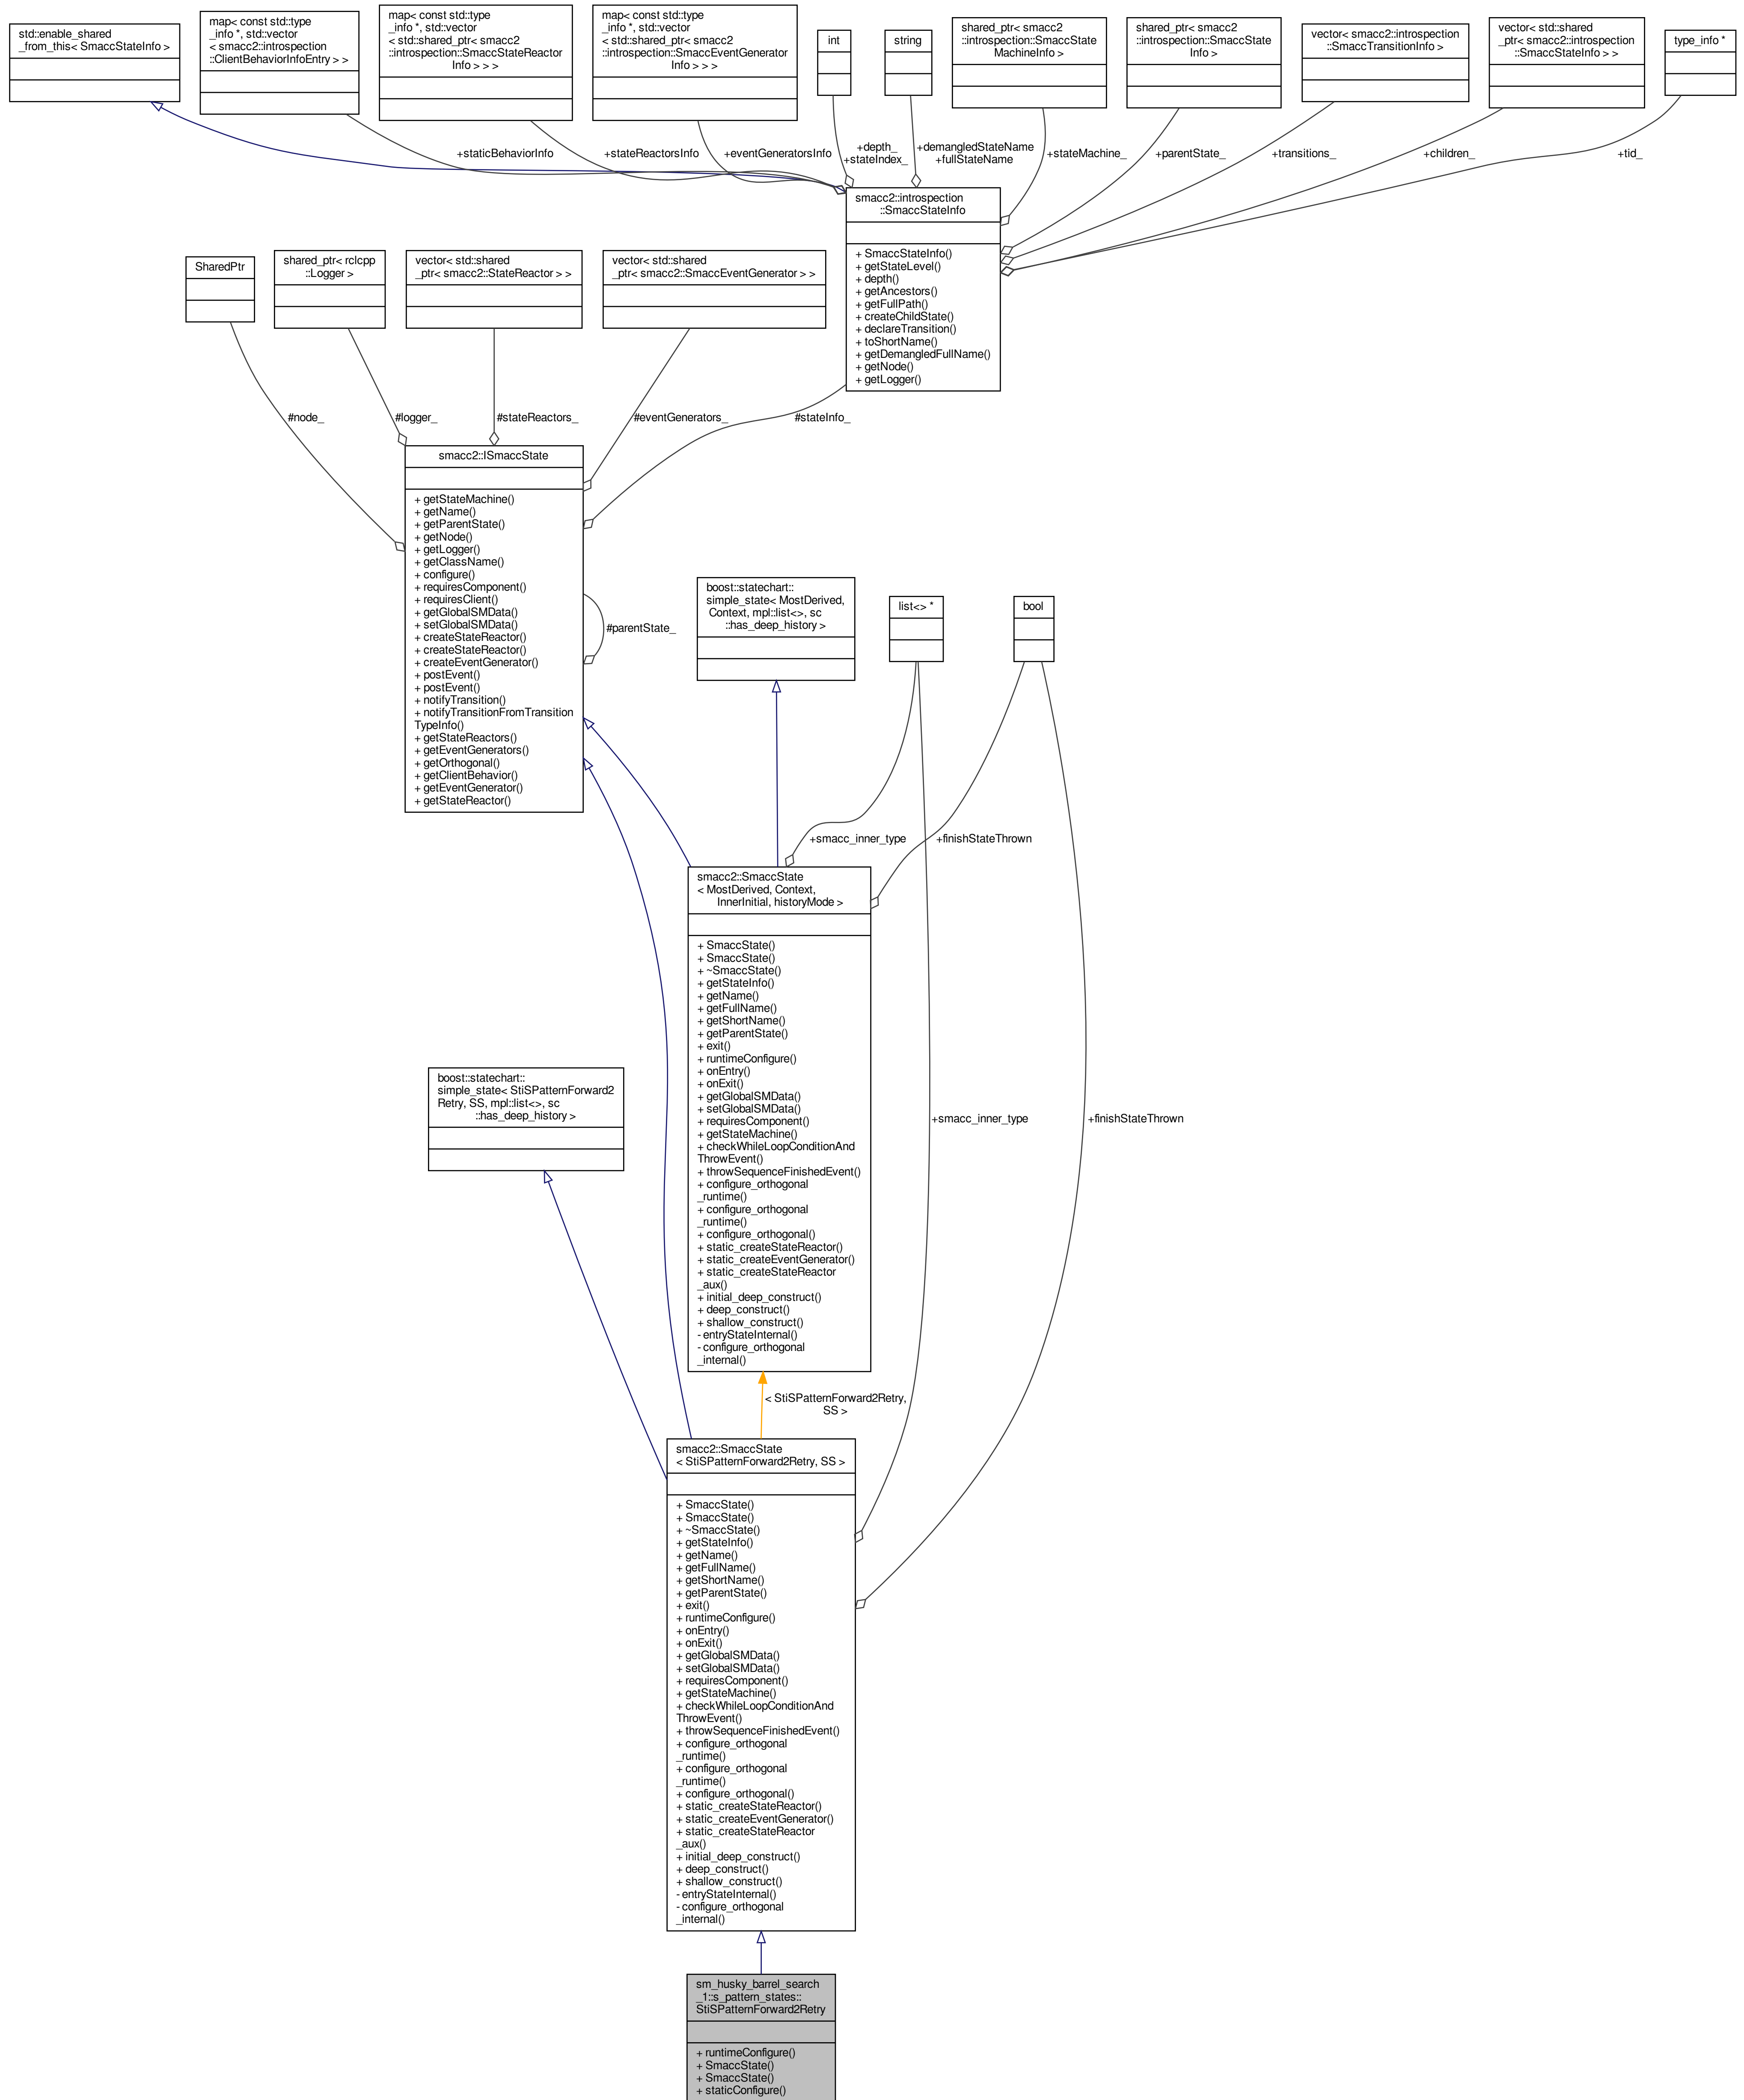 std::enable_shared
_from_this< SmaccStateInfo >
map< const std::type
_info *, std::vector
< smacc2::introspection
::ClientBehaviorInfoEntry > >
map< const std::type
_info *, std::vector
< std::shared_ptr< smacc2
::introspection::SmaccStateReactor
Info > > >
map< const std::type
_info *, std::vector
< std::shared_ptr< smacc2
::introspection::SmaccEventGenerator
Info > > >
int
string
shared_ptr< smacc2
::introspection::SmaccState
MachineInfo >
shared_ptr< smacc2
::introspection::SmaccState
Info >
vector< smacc2::introspection
::SmaccTransitionInfo >
vector< std::shared
_ptr< smacc2::introspection
::SmaccStateInfo > >
type_info *
+staticBehaviorInfo
+stateReactorsInfo
+eventGeneratorsInfo
+depth_
+stateIndex_
+demangledStateName
+fullStateName
+stateMachine_
+parentState_
+transitions_
+children_
+tid_
smacc2::introspection
::SmaccStateInfo
+ SmaccStateInfo()
+ getStateLevel()
+ depth()
+ getAncestors()
+ getFullPath()
+ createChildState()
+ declareTransition()
+ toShortName()
+ getDemangledFullName()
+ getNode()
+ getLogger()
SharedPtr
shared_ptr< rclcpp
::Logger >
vector< std::shared
_ptr< smacc2::StateReactor > >
vector< std::shared
_ptr< smacc2::SmaccEventGenerator > >
#node_
#logger_
#stateReactors_
#eventGenerators_
#stateInfo_
smacc2::ISmaccState
+ getStateMachine()
+ getName()
+ getParentState()
+ getNode()
+ getLogger()
+ getClassName()
+ configure()
+ requiresComponent()
+ requiresClient()
+ getGlobalSMData()
+ setGlobalSMData()
+ createStateReactor()
+ createStateReactor()
+ createEventGenerator()
+ postEvent()
+ postEvent()
+ notifyTransition()
+ notifyTransitionFromTransition
TypeInfo()
+ getStateReactors()
+ getEventGenerators()
+ getOrthogonal()
+ getClientBehavior()
+ getEventGenerator()
+ getStateReactor()
#parentState_
boost::statechart::
simple_state< MostDerived,
Context, mpl::list<>, sc
::has_deep_history >
list<> *
bool
+smacc_inner_type
+finishStateThrown
smacc2::SmaccState
< MostDerived, Context,
InnerInitial, historyMode >
+ SmaccState()
+ SmaccState()
+ ~SmaccState()
+ getStateInfo()
+ getName()
+ getFullName()
+ getShortName()
+ getParentState()
+ exit()
+ runtimeConfigure()
+ onEntry()
+ onExit()
+ getGlobalSMData()
+ setGlobalSMData()
+ requiresComponent()
+ getStateMachine()
+ checkWhileLoopConditionAnd
ThrowEvent()
+ throwSequenceFinishedEvent()
+ configure_orthogonal
_runtime()
+ configure_orthogonal
_runtime()
+ configure_orthogonal()
+ static_createStateReactor()
+ static_createEventGenerator()
+ static_createStateReactor
_aux()
+ initial_deep_construct()
+ deep_construct()
+ shallow_construct()
- entryStateInternal()
- configure_orthogonal
_internal()
boost::statechart::
simple_state< StiSPatternForward2
Retry, SS, mpl::list<>, sc
::has_deep_history >
+smacc_inner_type
+finishStateThrown
< StiSPatternForward2Retry,
SS >
smacc2::SmaccState
< StiSPatternForward2Retry, SS >
+ SmaccState()
+ SmaccState()
+ ~SmaccState()
+ getStateInfo()
+ getName()
+ getFullName()
+ getShortName()
+ getParentState()
+ exit()
+ runtimeConfigure()
+ onEntry()
+ onExit()
+ getGlobalSMData()
+ setGlobalSMData()
+ requiresComponent()
+ getStateMachine()
+ checkWhileLoopConditionAnd
ThrowEvent()
+ throwSequenceFinishedEvent()
+ configure_orthogonal
_runtime()
+ configure_orthogonal
_runtime()
+ configure_orthogonal()
+ static_createStateReactor()
+ static_createEventGenerator()
+ static_createStateReactor
_aux()
+ initial_deep_construct()
+ deep_construct()
+ shallow_construct()
- entryStateInternal()
- configure_orthogonal
_internal()
sm_husky_barrel_search
_1::s_pattern_states::
StiSPatternForward2Retry
+ runtimeConfigure()
+ SmaccState()
+ SmaccState()
+ staticConfigure()